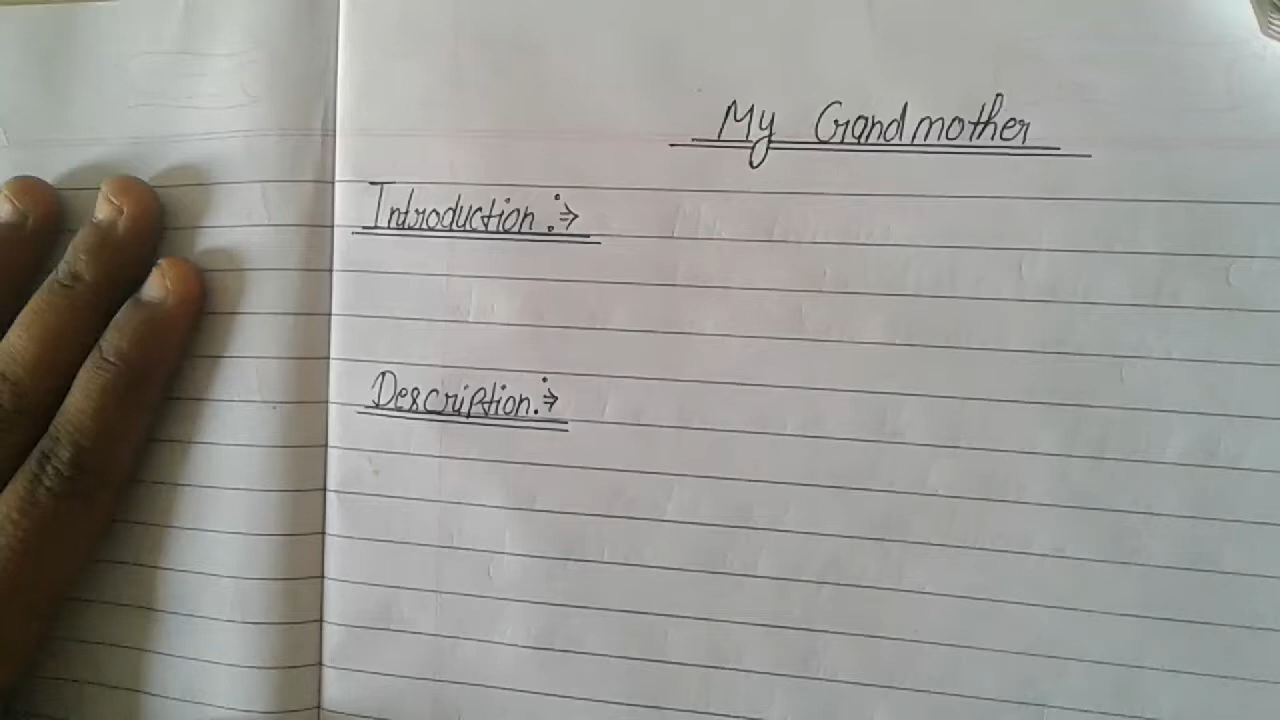 My Grandmother
Introduction :⇒
Description :⇒